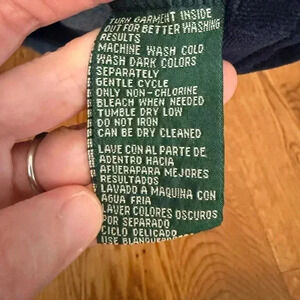 TURN GARMENT INSIDE
OUT FOR BETTER WASHING
RESULTS
MACHINE WASH COLD
WASH DARK COLORS
SEPARATELY
GENTLE CYCLE
ONLY NON-CHLORINE
BLEACH WHEN NEEDED
TUMBLE DRY LOW
DO NOT IRON
CAN BE DRY CLEANED
LAVE CON AL PARTE DE
ADENTRO HACIA
AFUERAPARA MEJORES
RESULTADOS
LAVADO A MAQUINA CON
AGUA FRIA
LAVER COLORES OSCUROS
POR SEPARADO
CICLO DELICADO
USE